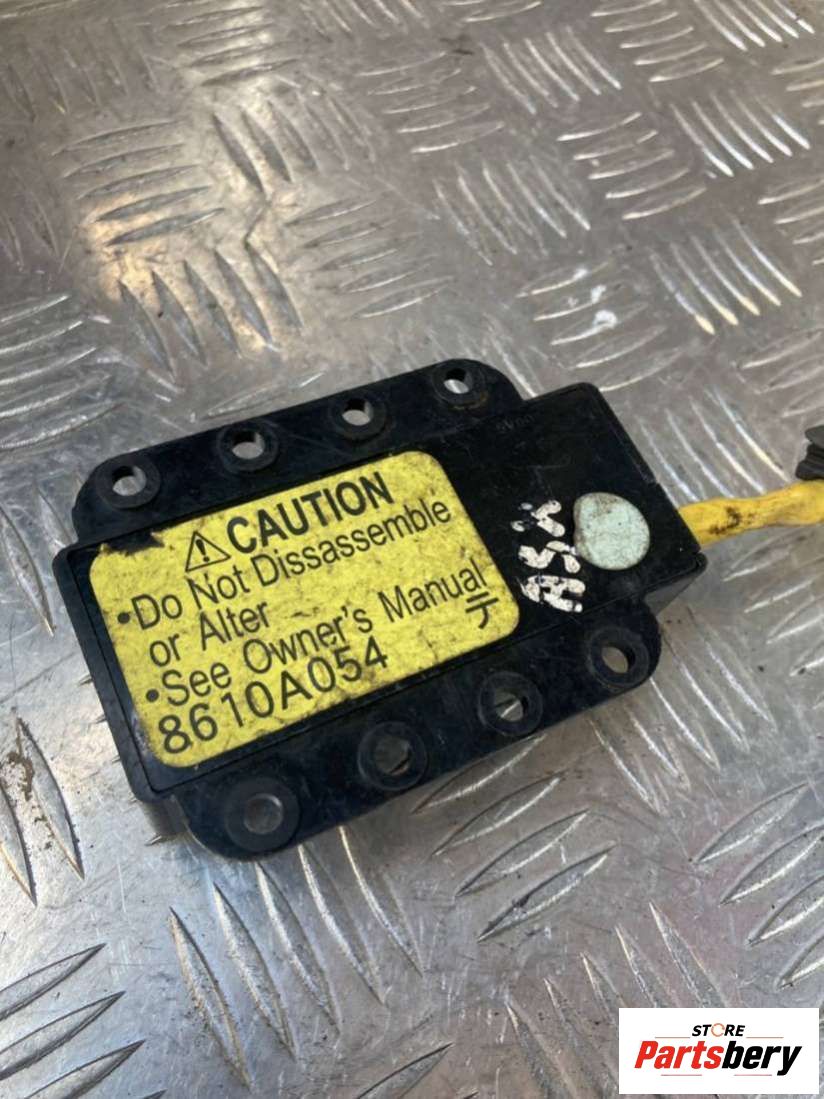 ⚠CAUTION
•Do Not Dissassemble
or Alter
•See Owner's Manual
8610A054 テ
ASX
STORE
Partsbery